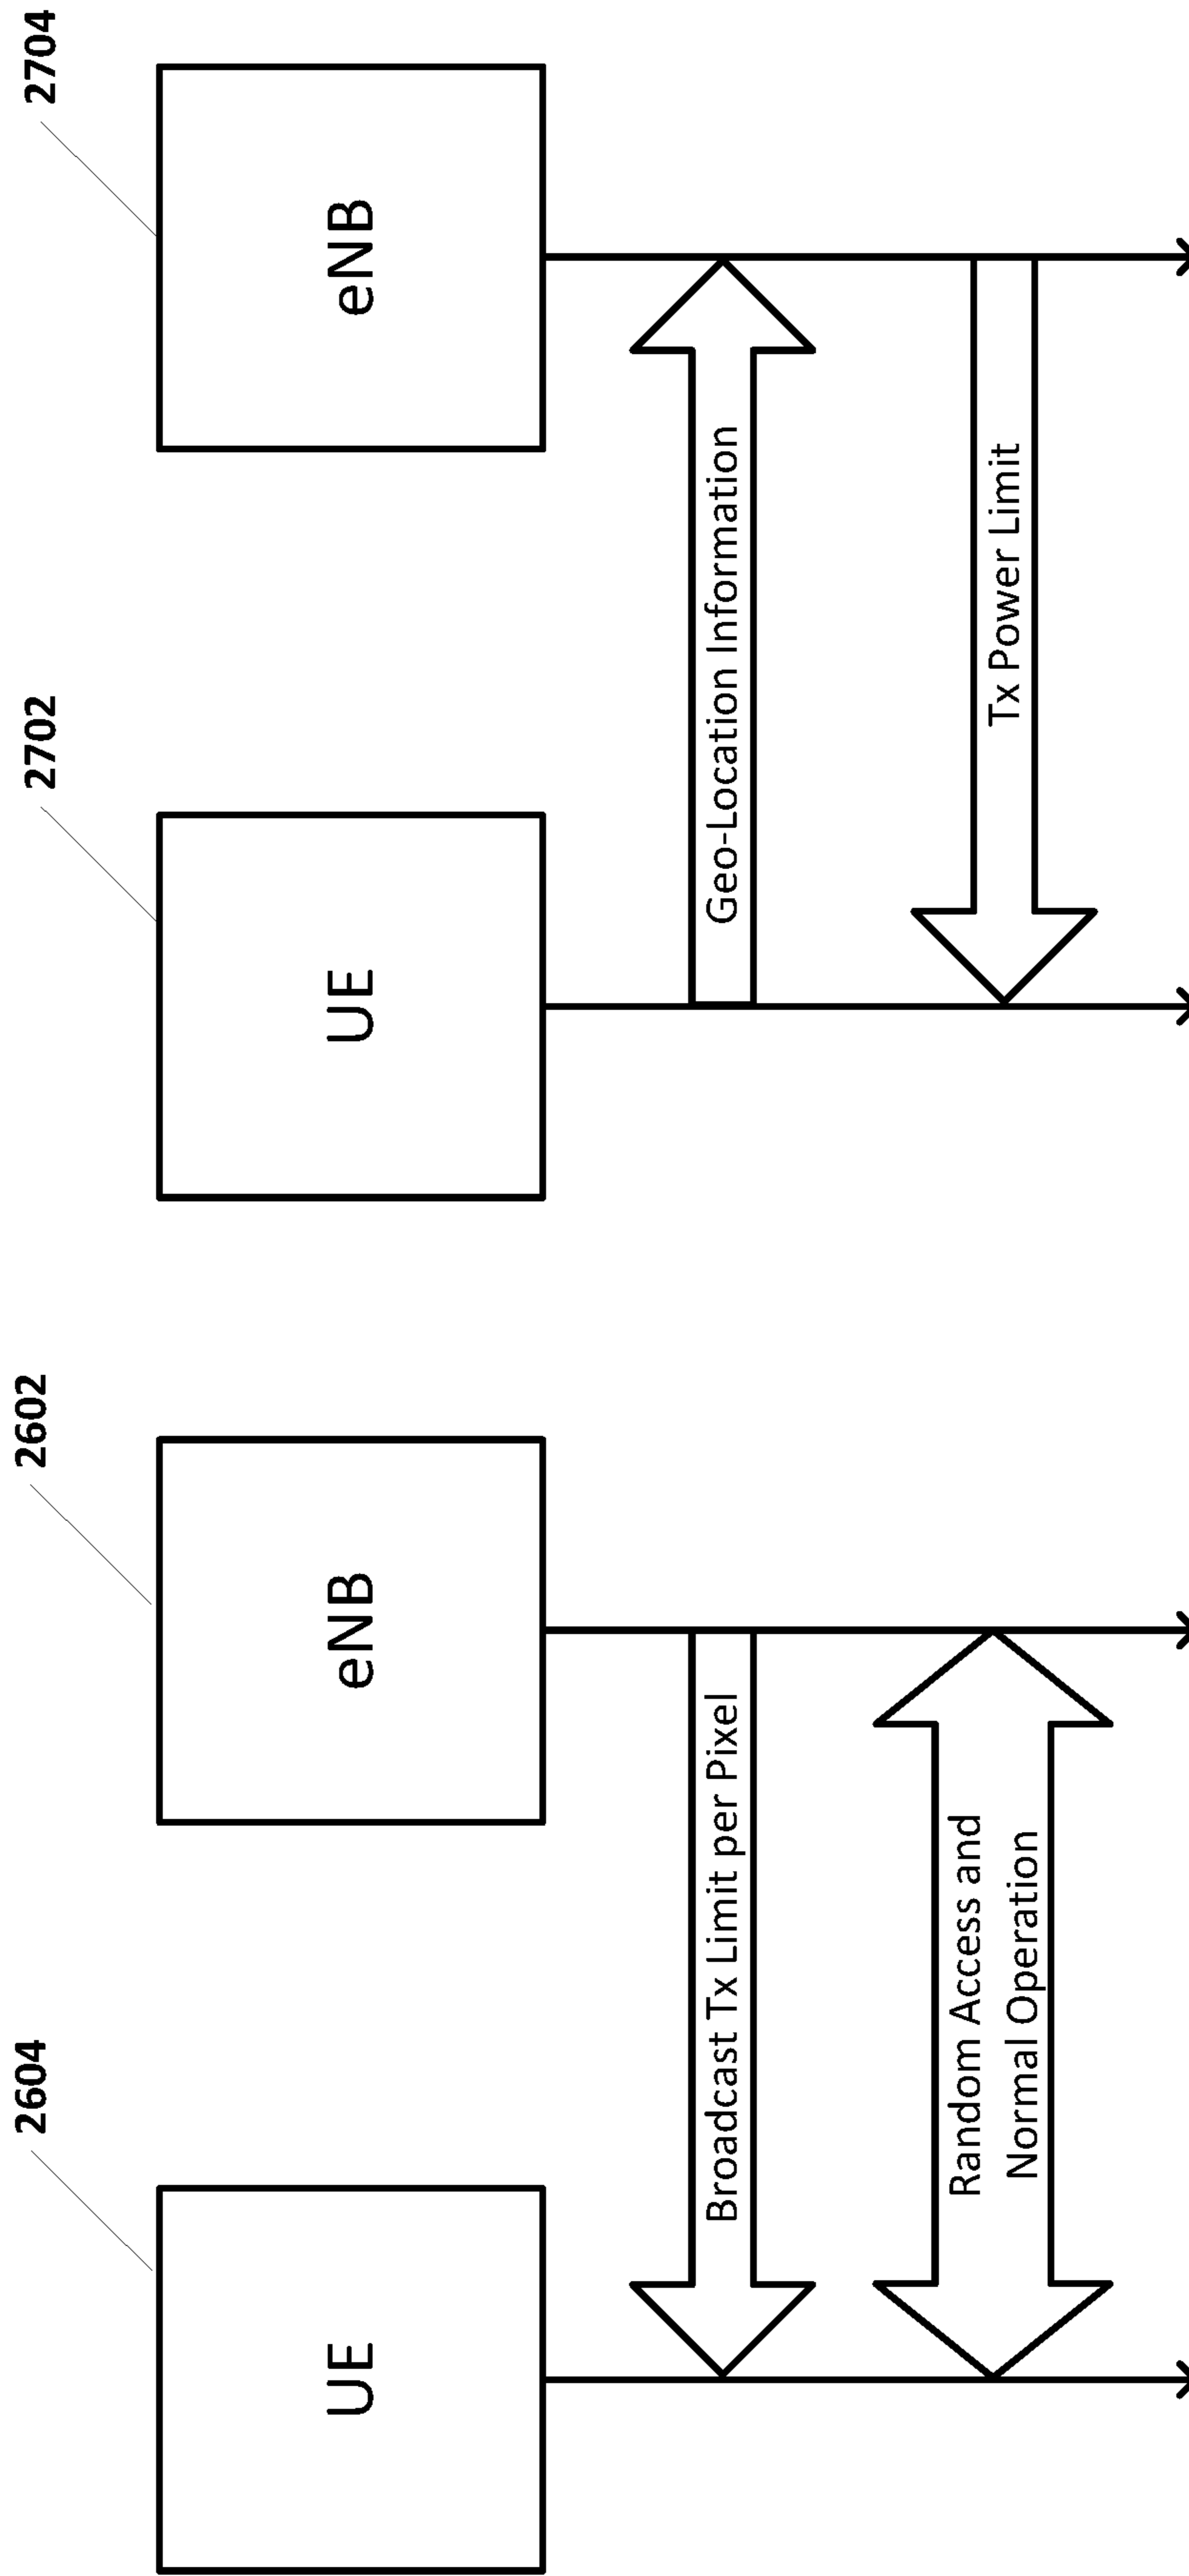 2604
2602
UE
eNB
Broadcast Tx Limit per Pixel
Random Access and
Normal Operation
2702
2704
UE
eNB
Geo-Location Information
Tx Power Limit